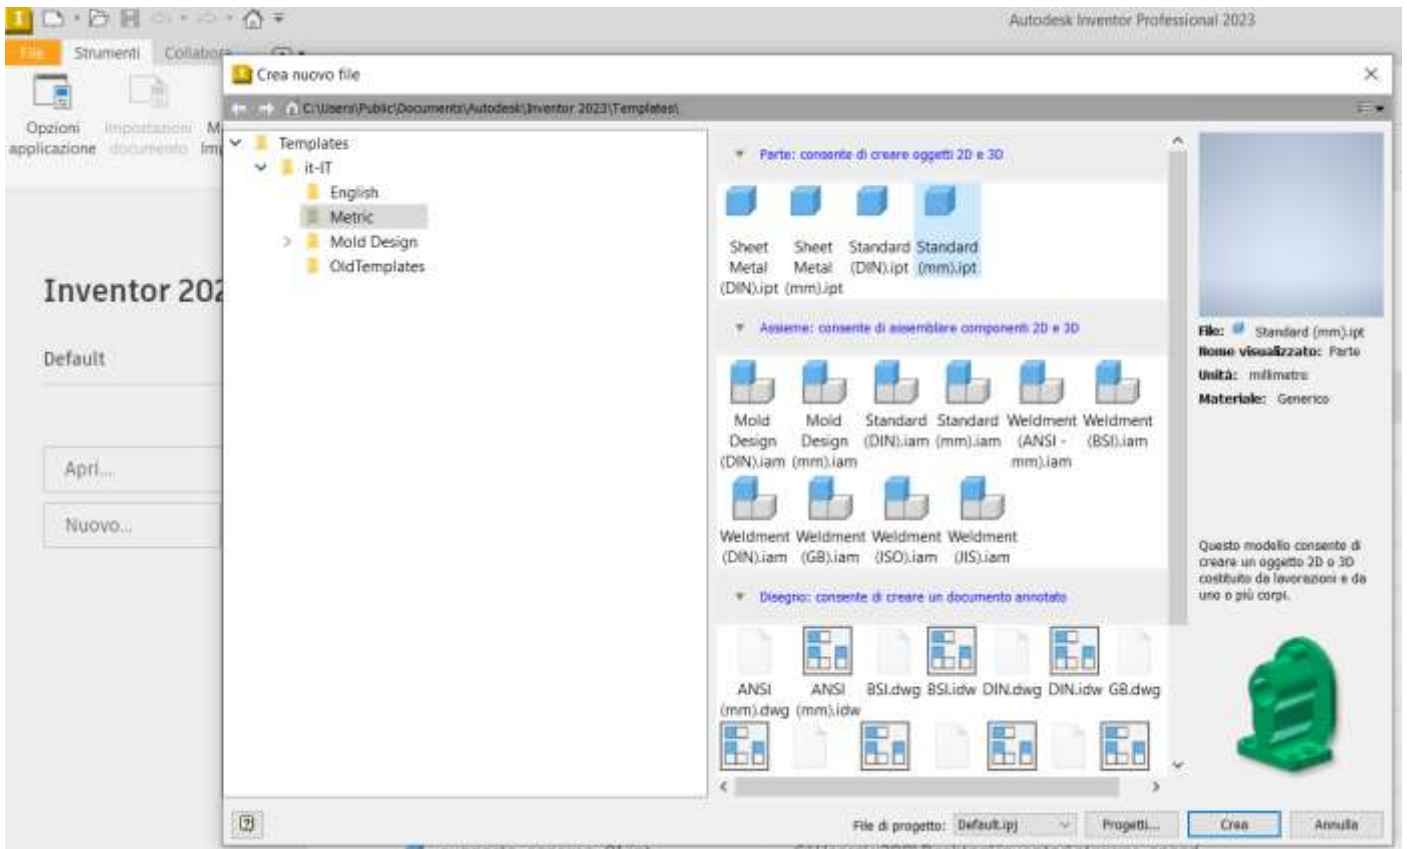 Autodesk Inventor Professional 2023
File Strumenti Collabora
Crea nuovo file
C:\Users\Public\Documents\Autodesk\Inventor 2023\Templates\
Opzioni
applicazione
Importazioni
documento
Templates
it-IT
English
Metric
Mold Design
OldTemplates
Inventor 202
Default
Apri...
Nuovo...
Parte: consente di creare oggetti 2D e 3D
Sheet Metal (DIN).ipt
Sheet Metal (mm).ipt
Standard (DIN).ipt
Standard (mm).ipt
Assieme: consente di assemblare componenti 2D e 3D
Mold Design (DIN).iam
Mold Design (mm).iam
Standard (DIN).iam
Standard (mm).iam
Weldment (ANSI - mm).iam
Weldment (BSI).iam
Weldment (DIN).iam
Weldment (GB).iam
Weldment (ISO).iam
Weldment (JIS).iam
Disegno: consente di creare un documento annotato
ANSI (mm).dwg
ANSI (mm).idw
BSI.dwg
BSI.idw
DIN.dwg
DIN.idw
GB.dwg
File: Standard (mm).ipt
Nome visualizzato: Parte
Unità: millimetro
Materiale: Generico
Questo modello consente di
creare un oggetto 2D o 3D
costituito da lavorazioni e da
uno o più corpi.
File di progetto: Default.ipj
Progetti...
Crea
Annulla